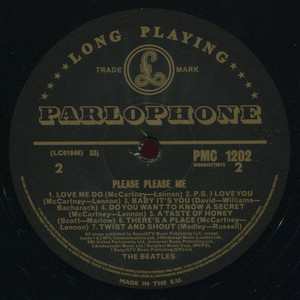 LONG PLAYING
TRADE MARK
PARLOPHONE
(LC01846) 33⅓
PMC 1202
2
2
PLEASE PLEASE ME
1. LOVE ME DO (McCartney—Lennon) 2. P.S. I LOVE YOU
(McCartney—Lennon) 3. BABY IT'S YOU (David—Williams—
Bacharach) 4. DO YOU WANT TO KNOW A SECRET
(McCartney—Lennon) 5. A TASTE OF HONEY
(Scott—Marlow) 6. THERE'S A PLACE (McCartney—
Lennon) 7. TWIST AND SHOUT (Medley—Russell)
THE BEATLES
MADE IN THE E.U.